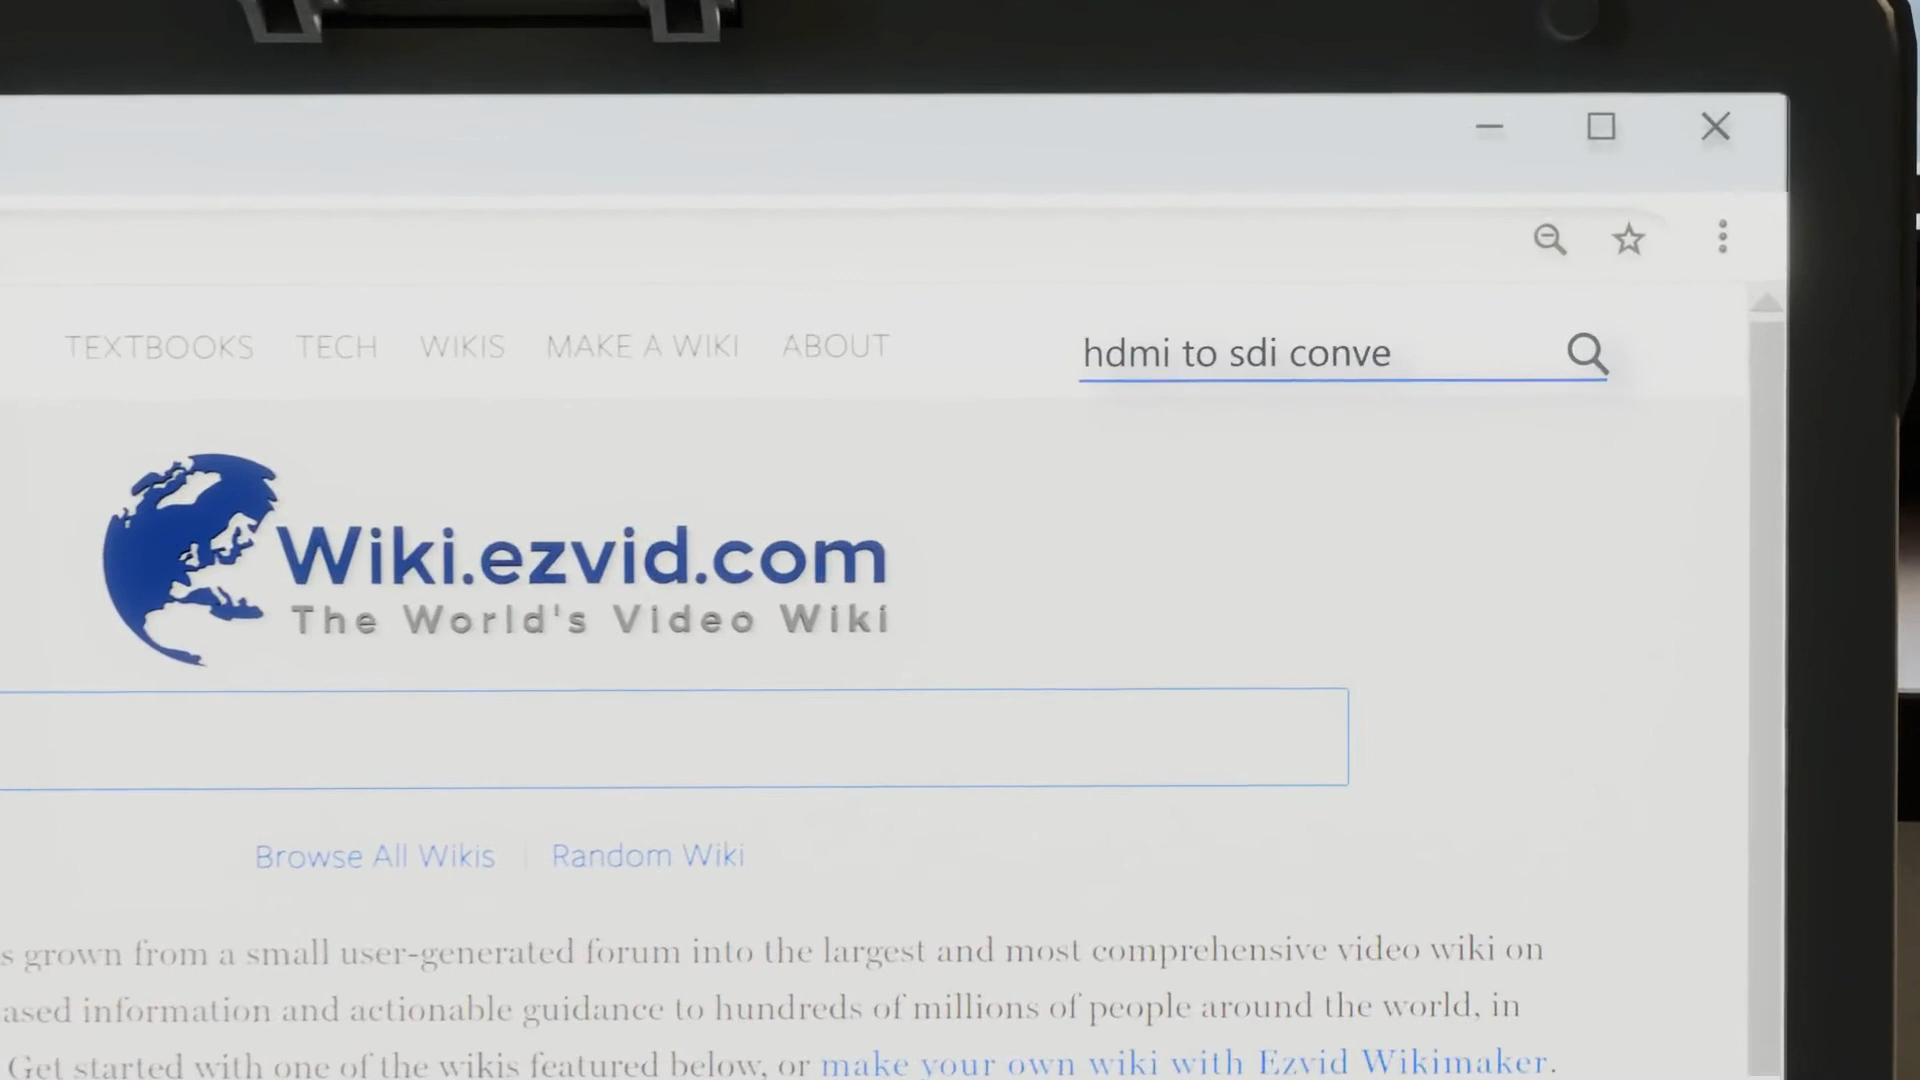 TEXTBOOKS TECH WIKIS MAKE A WIKI ABOUT
hdmi to sdi conve
Wiki.ezvid.com
The World's Video Wiki
Browse All Wikis | Random Wiki
s grown from a small user-generated forum into the largest and most comprehensive video wiki on
ased information and actionable guidance to hundreds of millions of people around the world, in
Get started with one of the wikis featured below, or make your own wiki with Ezvid Wikimaker.